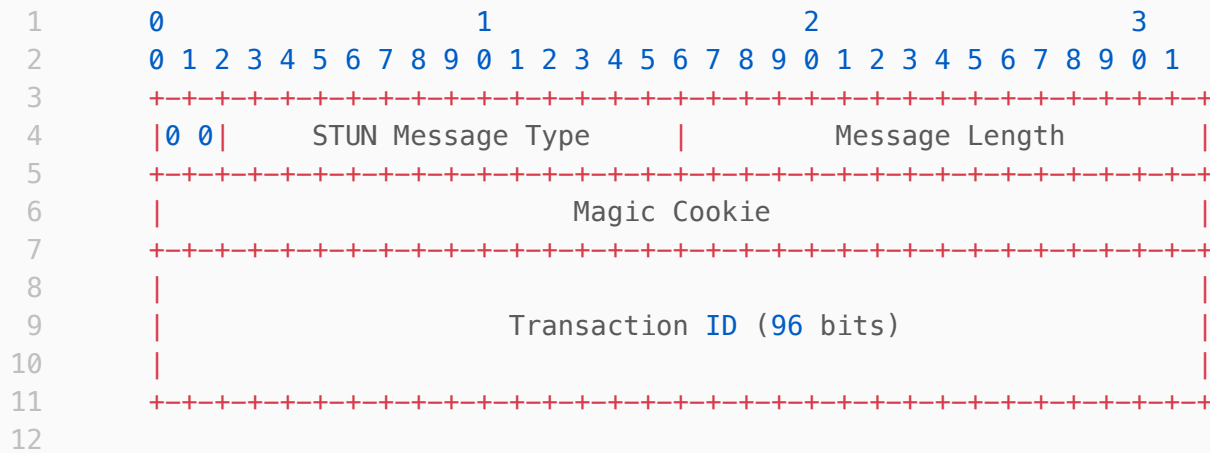 1 0                   1                   2                   3
2 0 1 2 3 4 5 6 7 8 9 0 1 2 3 4 5 6 7 8 9 0 1 2 3 4 5 6 7 8 9 0 1
3 +-+-+-+-+-+-+-+-+-+-+-+-+-+-+-+-+-+-+-+-+-+-+-+-+-+-+-+-+-+-+-+-+
4 |0 0|     STUN Message Type     |         Message Length        |
5 +-+-+-+-+-+-+-+-+-+-+-+-+-+-+-+-+-+-+-+-+-+-+-+-+-+-+-+-+-+-+-+-+
6 |                         Magic Cookie                          |
7 +-+-+-+-+-+-+-+-+-+-+-+-+-+-+-+-+-+-+-+-+-+-+-+-+-+-+-+-+-+-+-+-+
8 |                                                               |
9 |                     Transaction ID (96 bits)                  |
10 |                                                               |
11 +-+-+-+-+-+-+-+-+-+-+-+-+-+-+-+-+-+-+-+-+-+-+-+-+-+-+-+-+-+-+-+-+
12